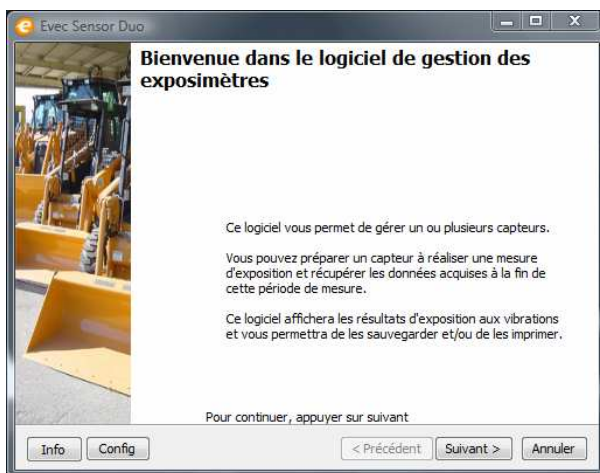 Evec Sensor Duo
Bienvenue dans le logiciel de gestion des
exposimètres
Ce logiciel vous permet de gérer un ou plusieurs capteurs.
Vous pouvez préparer un capteur à réaliser une mesure
d'exposition et récupérer les données acquises à la fin de
cette période de mesure.
Ce logiciel affichera les résultats d'exposition aux vibrations
et vous permettra de les sauvegarder et/ou de les imprimer.
Pour continuer, appuyer sur suivant
Info Config < Précédent Suivant > Annuler